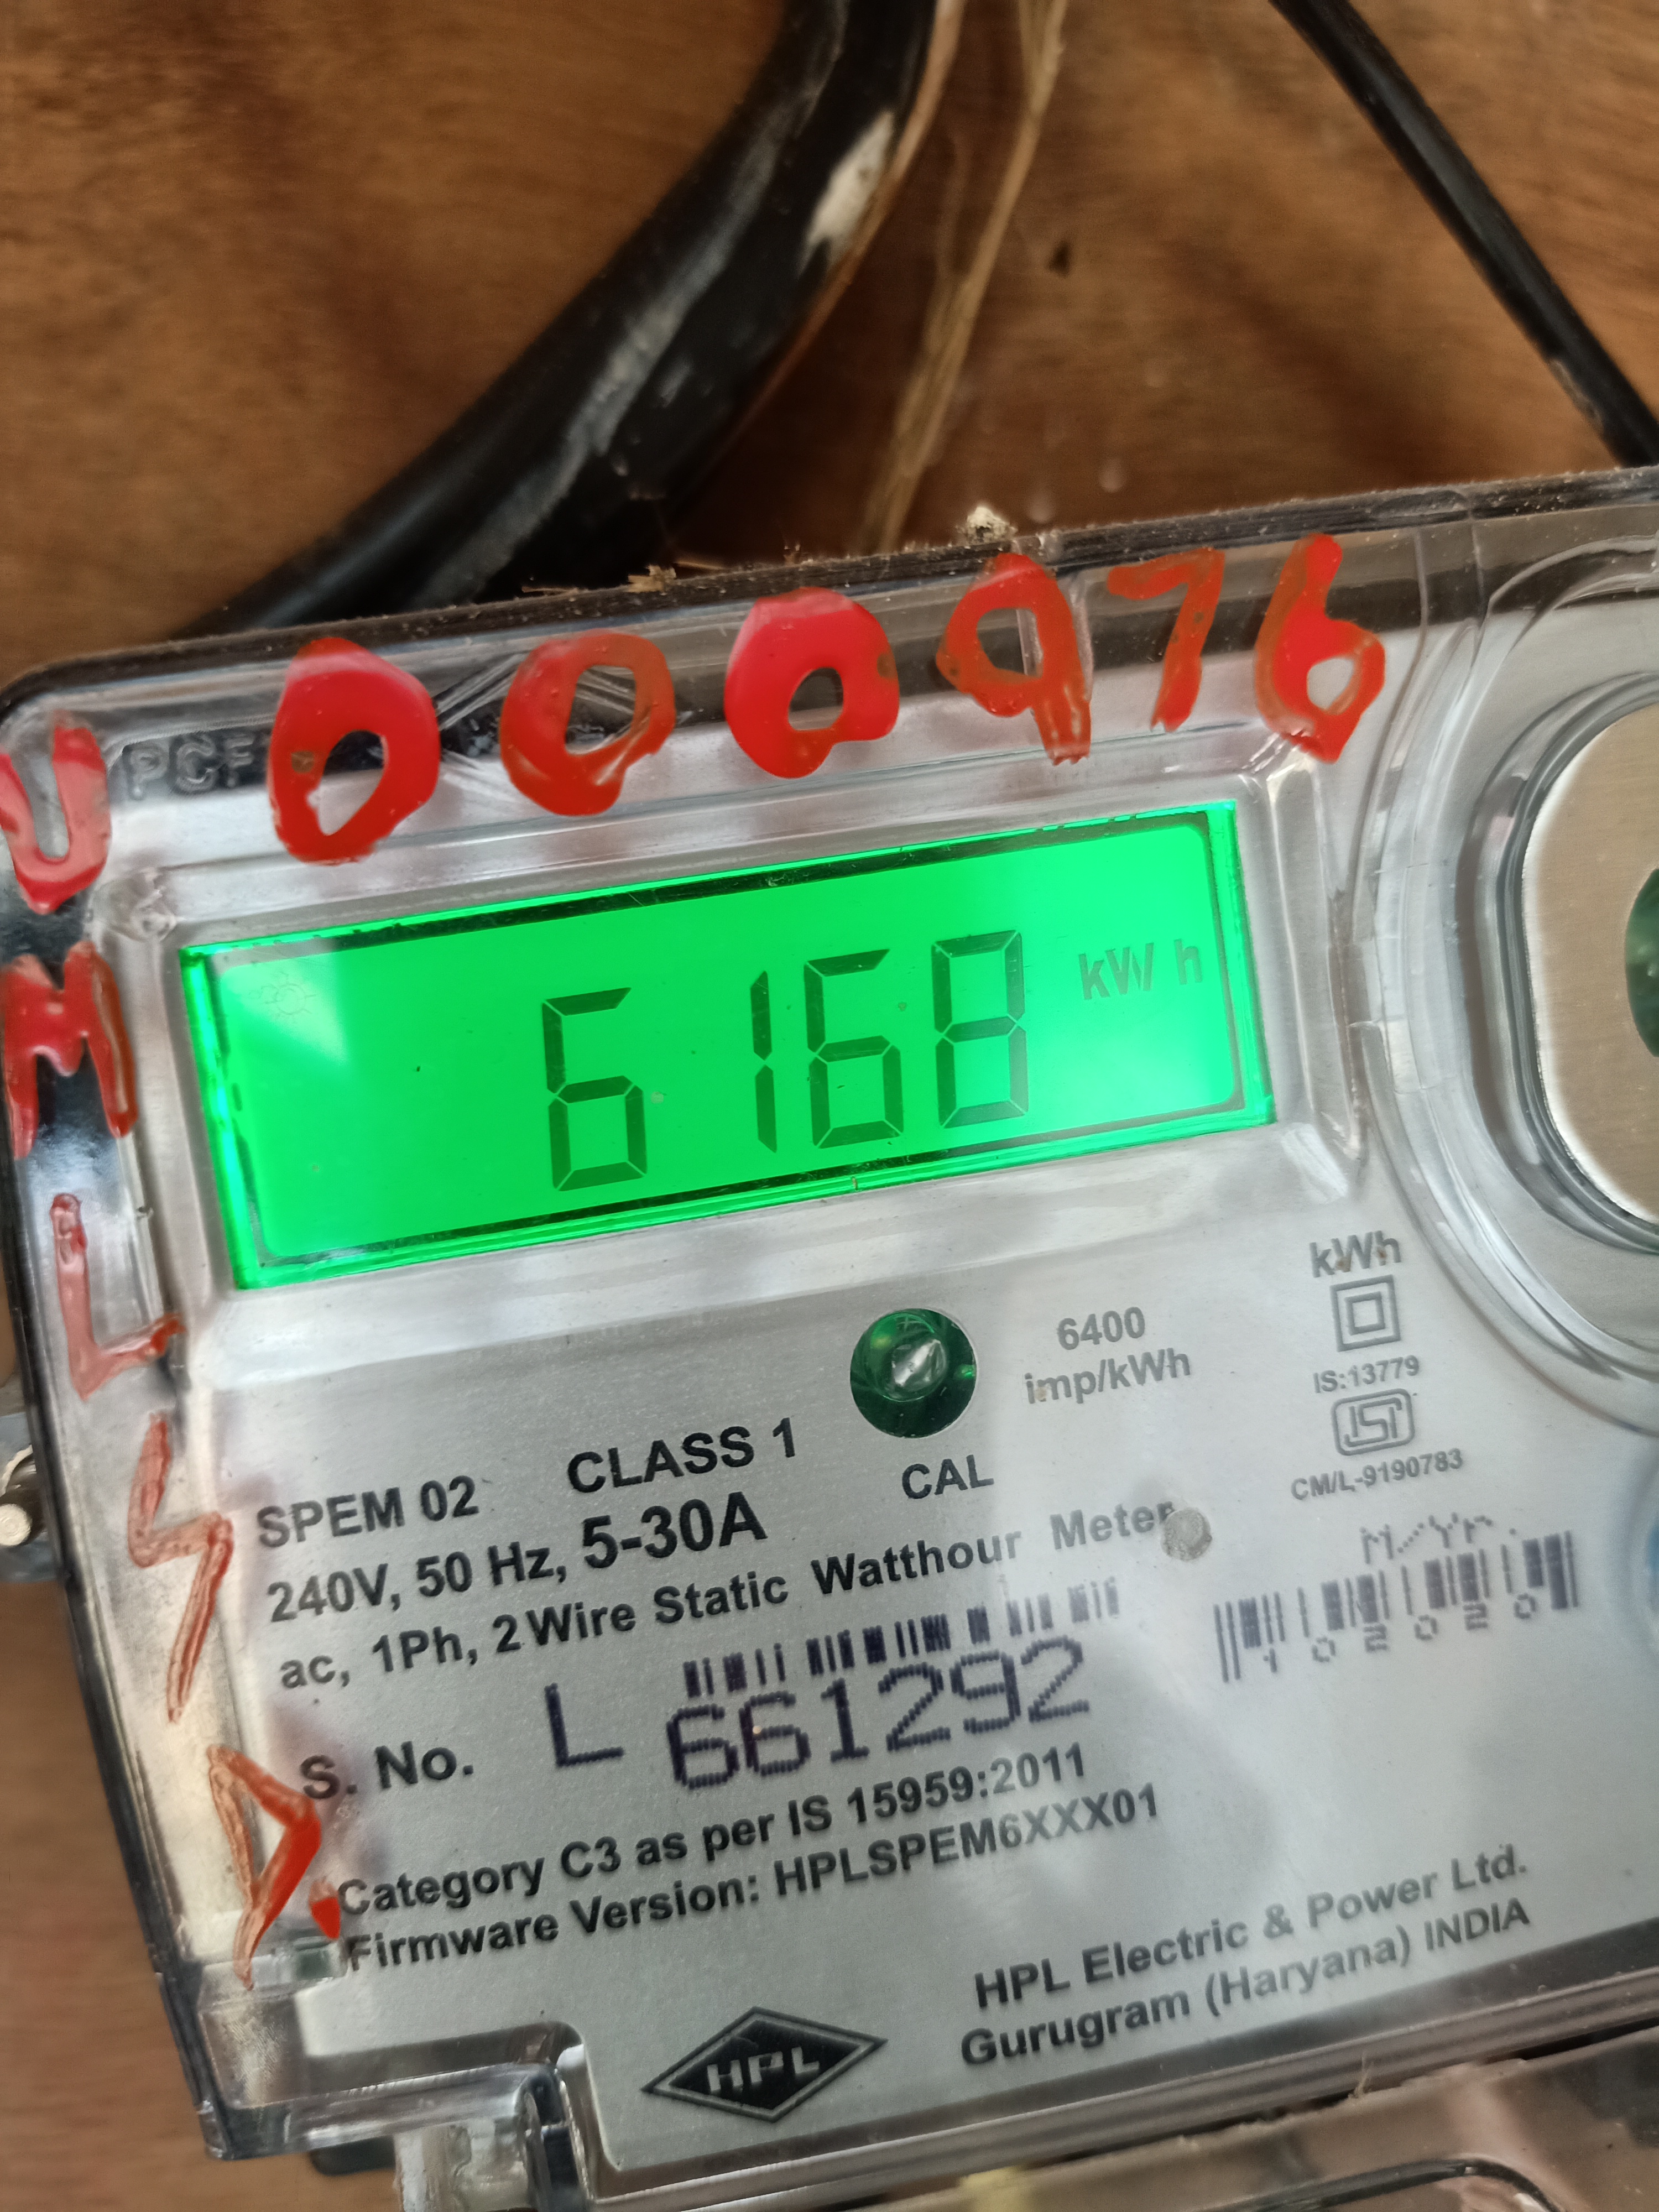 000976
U
M
L
S
D.
6168 kWh
6400
imp/kWh
CAL
kWh
IS:13779
ISI
CM/L-9190783
SPEM 02 CLASS 1
240V, 50 Hz, 5-30A
ac, 1Ph, 2 Wire Static Watthour Meter
S. No. L 661292
Category C3 as per IS 15959:2011
Firmware Version: HPLSPEM6XXX01
HPL Electric & Power Ltd.
Gurugram (Haryana) INDIA
HPL